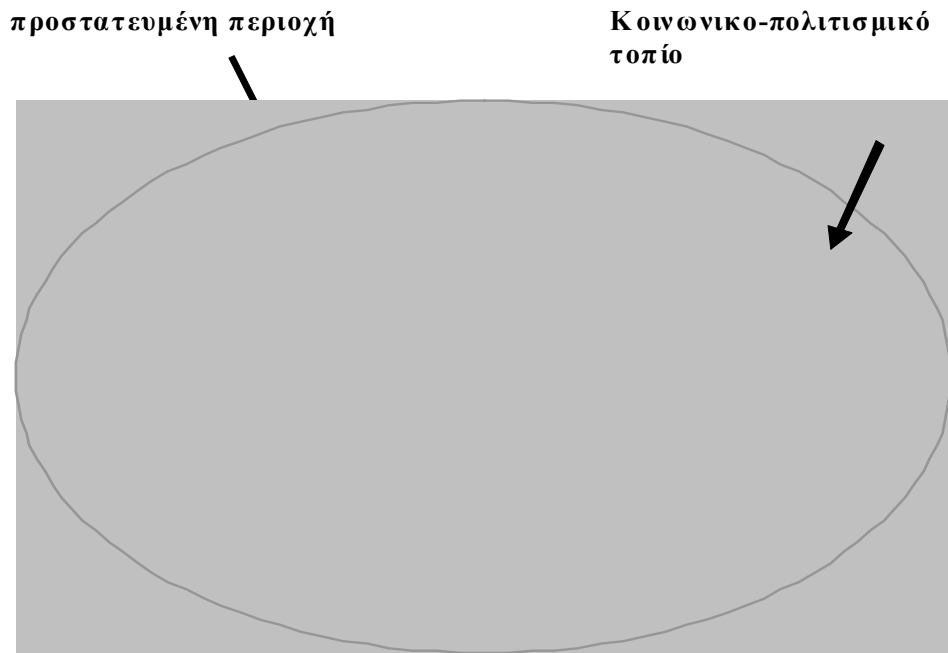 προστατευμένη περιοχή
Κοινωνικο-πολιτισμικό
τοπίο